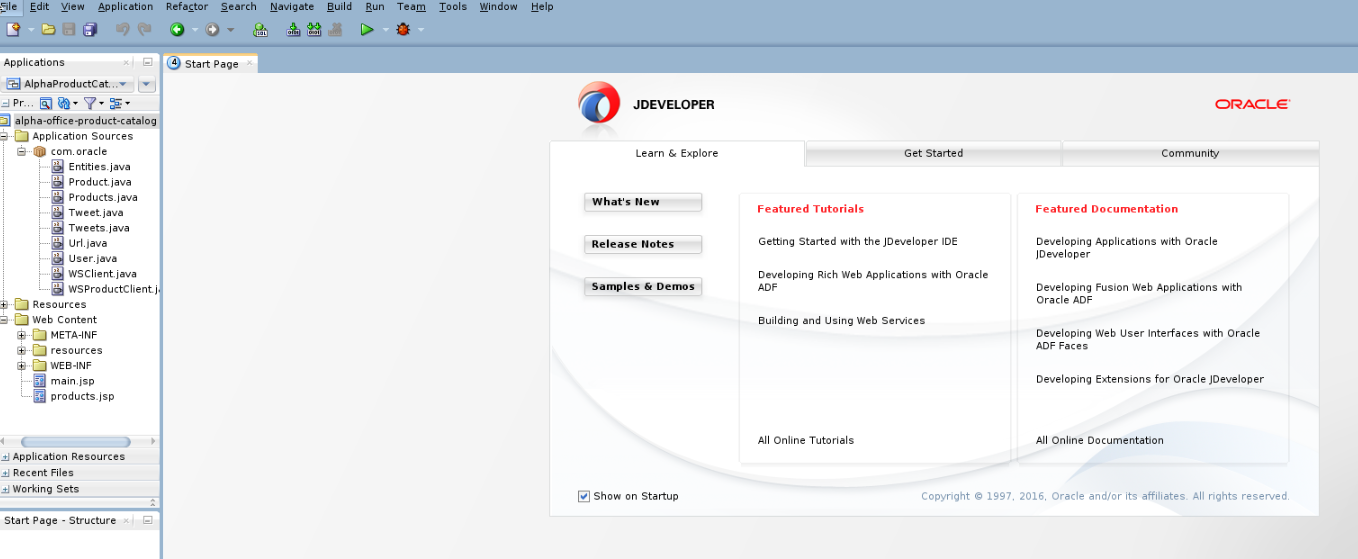 File Edit View Application Refactor Search Navigate Build Run Team Tools Window Help
Applications
AlphaProductCat...
Pr...
alpha-office-product-catalog
Application Sources
com.oracle
Entities.java
Product.java
Products.java
Tweet.java
Tweets.java
Url.java
User.java
WSClient.java
WSProductClient.j
Resources
Web Content
META-INF
resources
WEB-INF
main.jsp
products.jsp
Application Resources
Recent Files
Working Sets
Start Page - Structure
4 Start Page
JDEVELOPER
ORACLE
Learn & Explore
Get Started
Community
What's New
Release Notes
Samples & Demos
Featured Tutorials
Getting Started with the JDeveloper IDE
Developing Rich Web Applications with Oracle
ADF
Building and Using Web Services
All Online Tutorials
Featured Documentation
Developing Applications with Oracle
JDeveloper
Developing Fusion Web Applications with
Oracle ADF
Developing Web User Interfaces with Oracle
ADF Faces
Developing Extensions for Oracle JDeveloper
All Online Documentation
Show on Startup
Copyright © 1997, 2016, Oracle and/or its affiliates. All rights reserved.